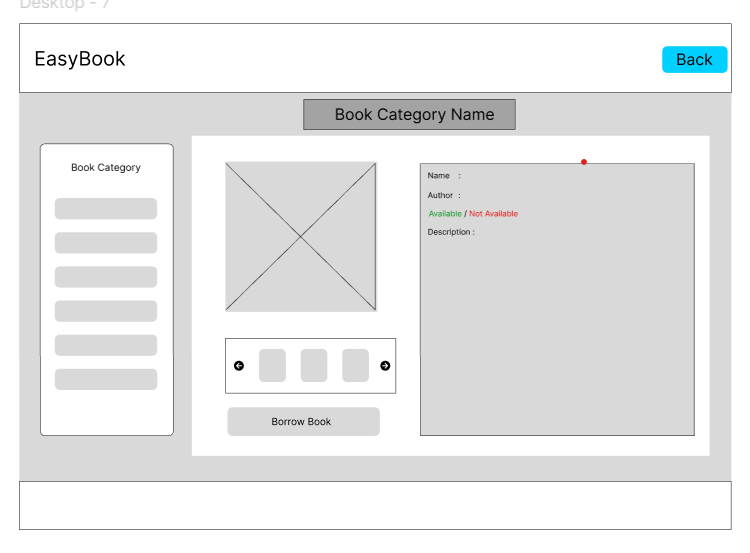 Desktop - 7
EasyBook
Back
Book Category Name
Book Category
Name :
Author :
Available / Not Available
Description :
Borrow Book